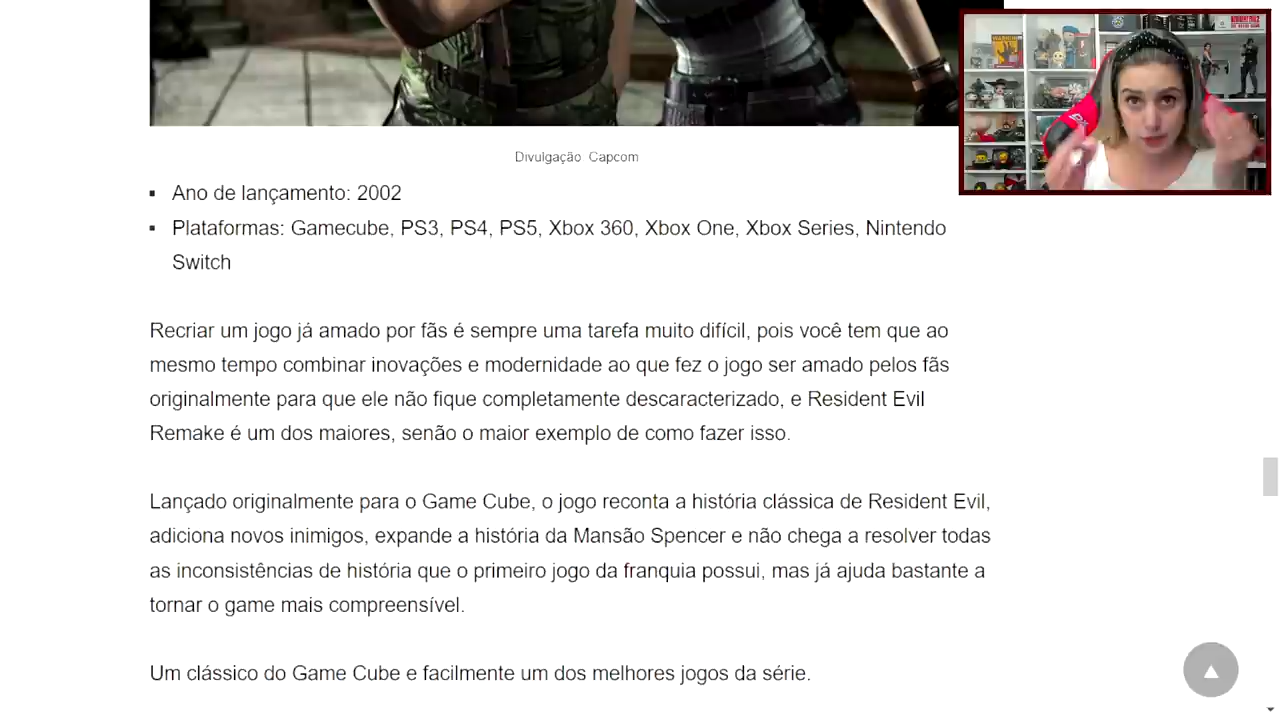 Divulgação Capcom
▪ Ano de lançamento: 2002
▪ Plataformas: Gamecube, PS3, PS4, PS5, Xbox 360, Xbox One, Xbox Series, Nintendo
Switch
Recriar um jogo já amado por fãs é sempre uma tarefa muito difícil, pois você tem que ao
mesmo tempo combinar inovações e modernidade ao que fez o jogo ser amado pelos fãs
originalmente para que ele não fique completamente descaracterizado, e Resident Evil
Remake é um dos maiores, senão o maior exemplo de como fazer isso.
Lançado originalmente para o Game Cube, o jogo reconta a história clássica de Resident Evil,
adiciona novos inimigos, expande a história da Mansão Spencer e não chega a resolver todas
as inconsistências de história que o primeiro jogo da franquia possui, mas já ajuda bastante a
tornar o game mais compreensível.
Um clássico do Game Cube e facilmente um dos melhores jogos da série.